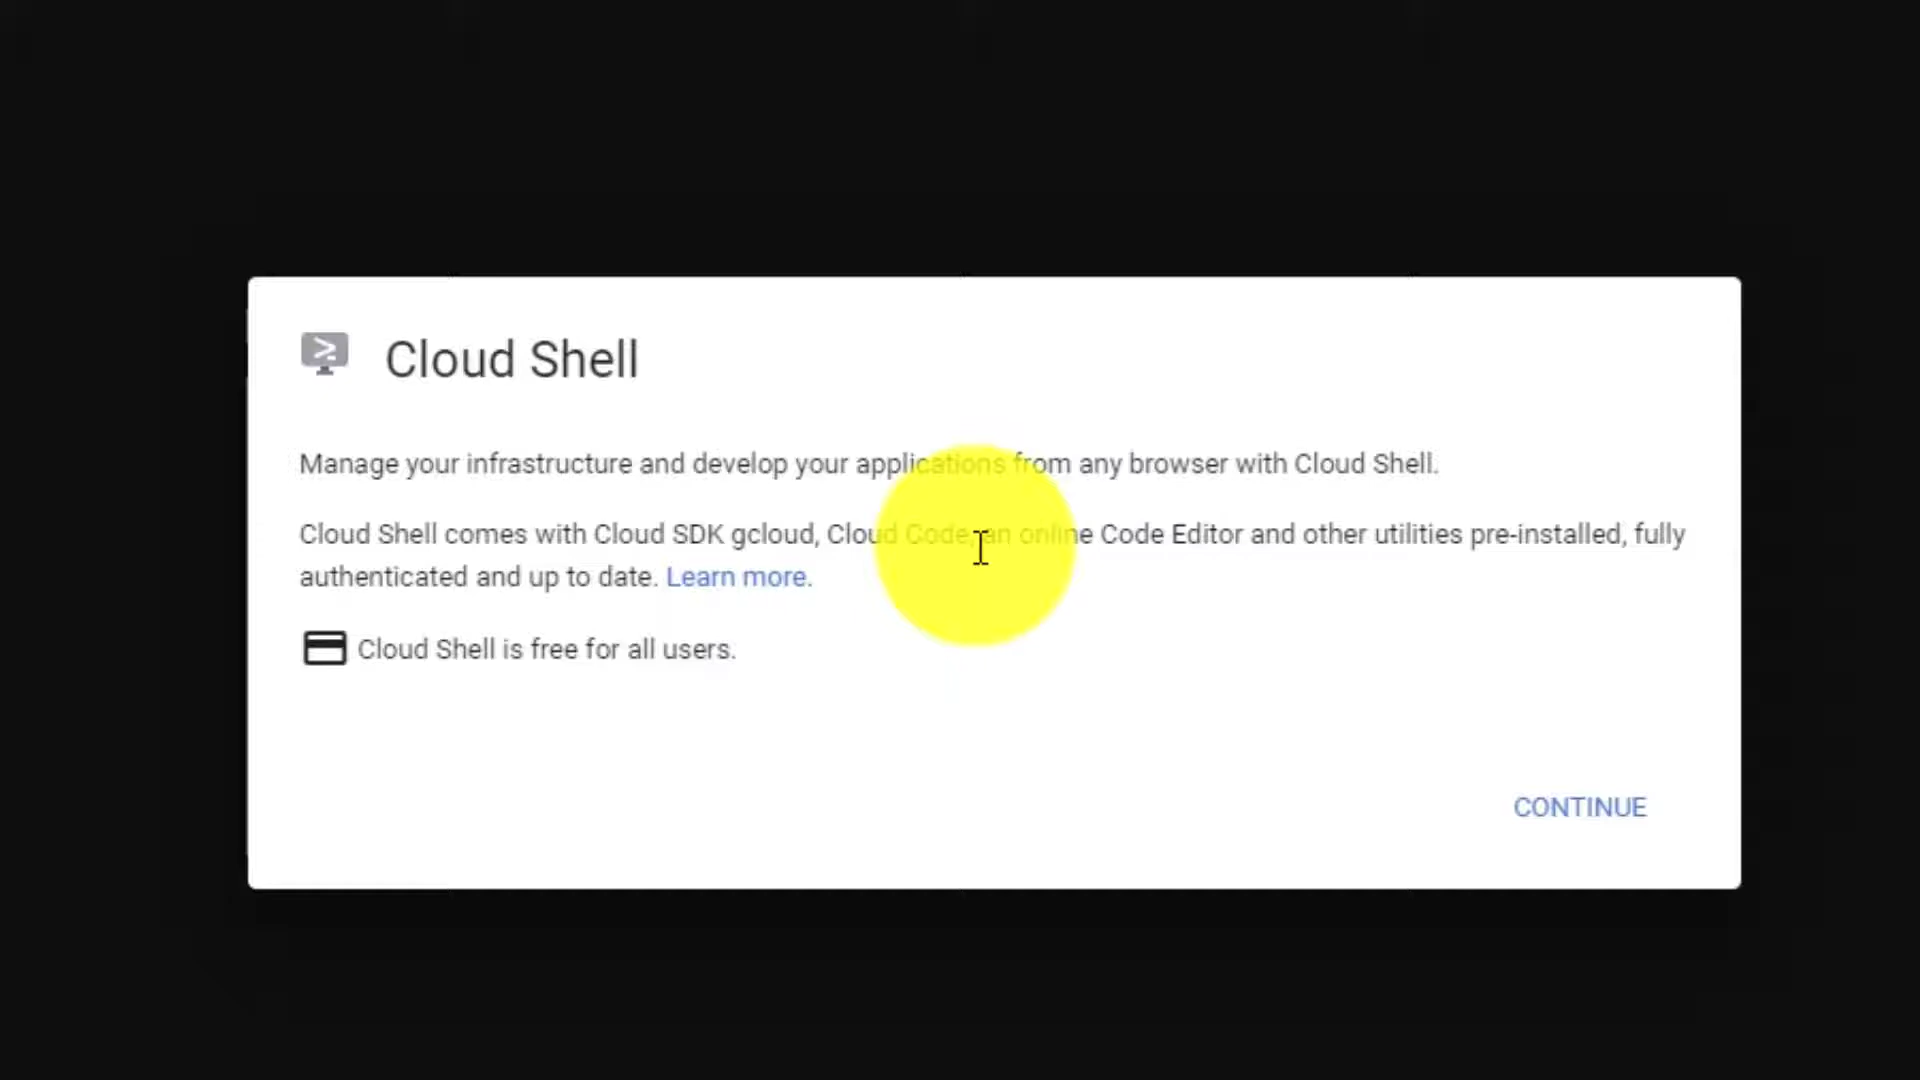 Cloud Shell
Manage your infrastructure and develop your applications from any browser with Cloud Shell.
Cloud Shell comes with Cloud SDK gcloud, Cloud Code, an online Code Editor and other utilities pre-installed, fully
authenticated and up to date. Learn more.
Cloud Shell is free for all users.
CONTINUE